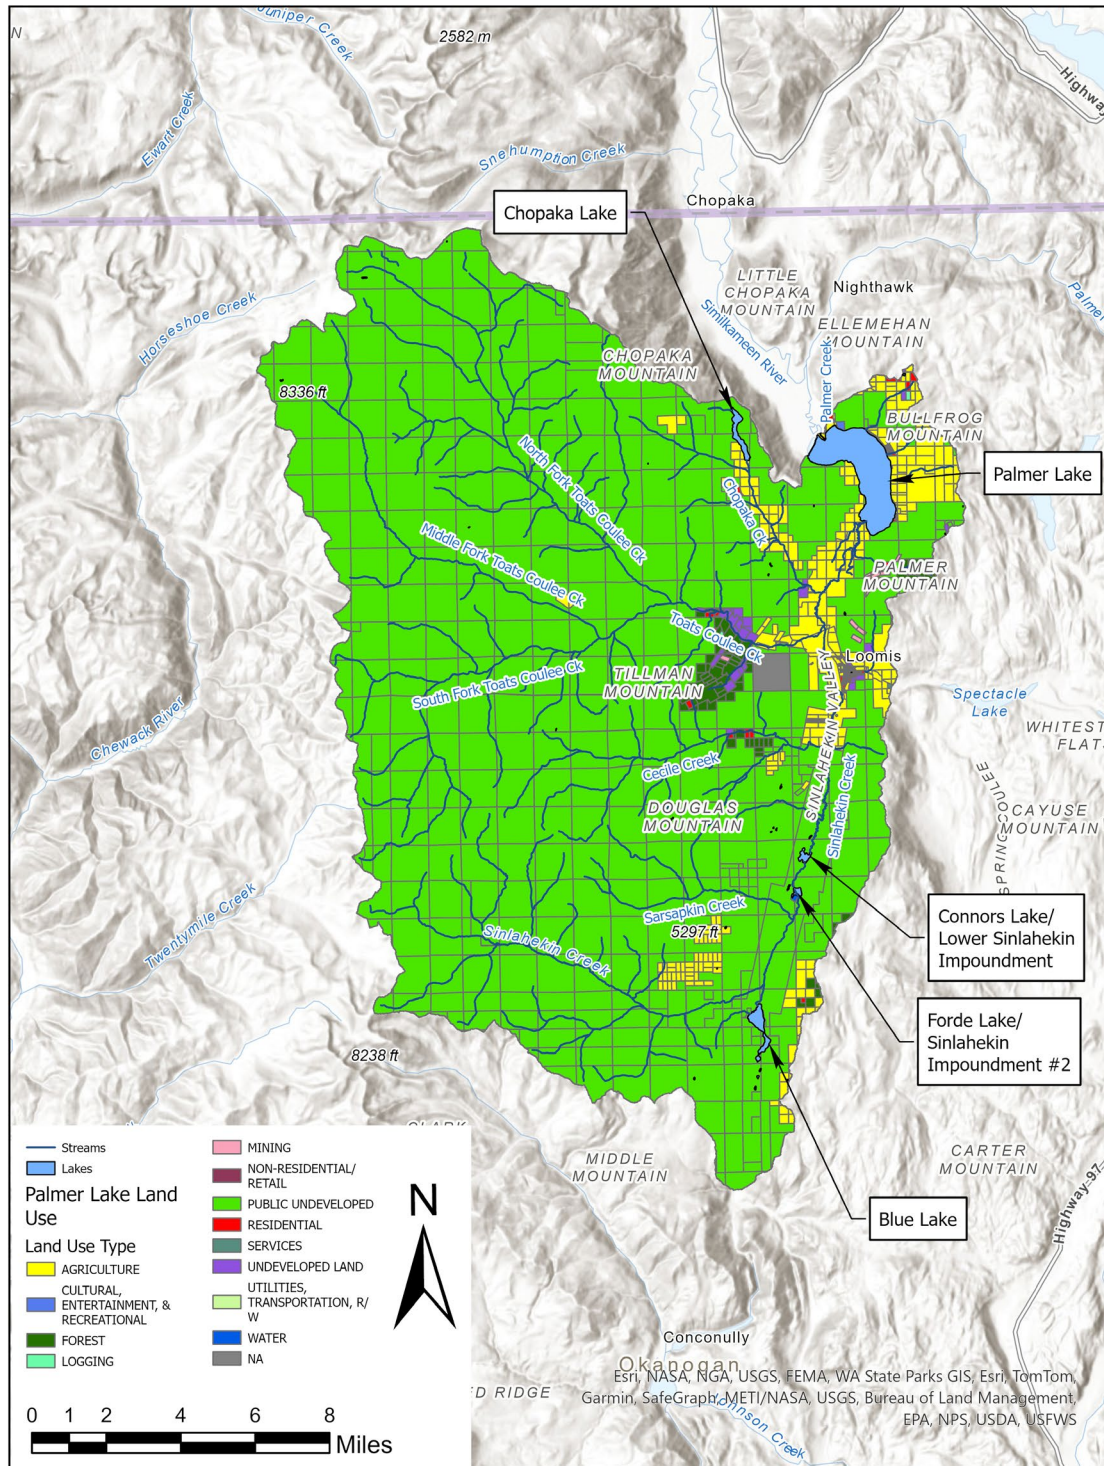 N
Juniper Creek
2582 m
Highway
Ewart Creek
Snehumption Creek
Chopaka Lake
Chopaka
LITTLE
CHOPAKA
MOUNTAIN
Nighthawk
Palmer
Horseshoe Creek
Similkameen River
ELLEMEHAN
MOUNTAIN
CHOPAKA
MOUNTAIN
Palmer Creek
8336 ft
BULLFROG
MOUNTAIN
North Fork Toats Coulee Ck
Palmer Lake
Chopaka Ck
Middle Fork Toats Coulee Ck
PALMER
MOUNTAIN
Toats Coulee Ck
Loomis
TILLMAN
MOUNTAIN
South Fork Toats Coulee Ck
Spectacle
Lake
Chewack River
WHITEST
FLATS
SINLAHEKIN VALLEY
Cecile Creek
Sinlahekin Creek
SPRING COULEE
DOUGLAS
MOUNTAIN
CAYUSE
MOUNTAIN
Sarsapkin Creek
Connors Lake/
Lower Sinlahekin
Impoundment
Twentymile Creek
5297 ft
Sinlahekin Creek
Forde Lake/
Sinlahekin
Impoundment #2
8238 ft
CLARK
MIDDLE
MOUNTAIN
CARTER
MOUNTAIN
Highway 97
Blue Lake
Streams
Lakes
Palmer Lake Land
Use
Land Use Type
AGRICULTURE
CULTURAL,
ENTERTAINMENT, &
RECREATIONAL
FOREST
LOGGING
MINING
NON-RESIDENTIAL/
RETAIL
PUBLIC UNDEVELOPED
RESIDENTIAL
SERVICES
UNDEVELOPED LAND
UTILITIES,
TRANSPORTATION, R/
W
WATER
NA
N
Conconully
Okanogan
ED RIDGE
Johnson Creek
0 1 2 4 6 8
Miles
Esri, NASA, NGA, USGS, FEMA, WA State Parks GIS, Esri, TomTom,
Garmin, SafeGraph, METI/NASA, USGS, Bureau of Land Management,
EPA, NPS, USDA, USFWS